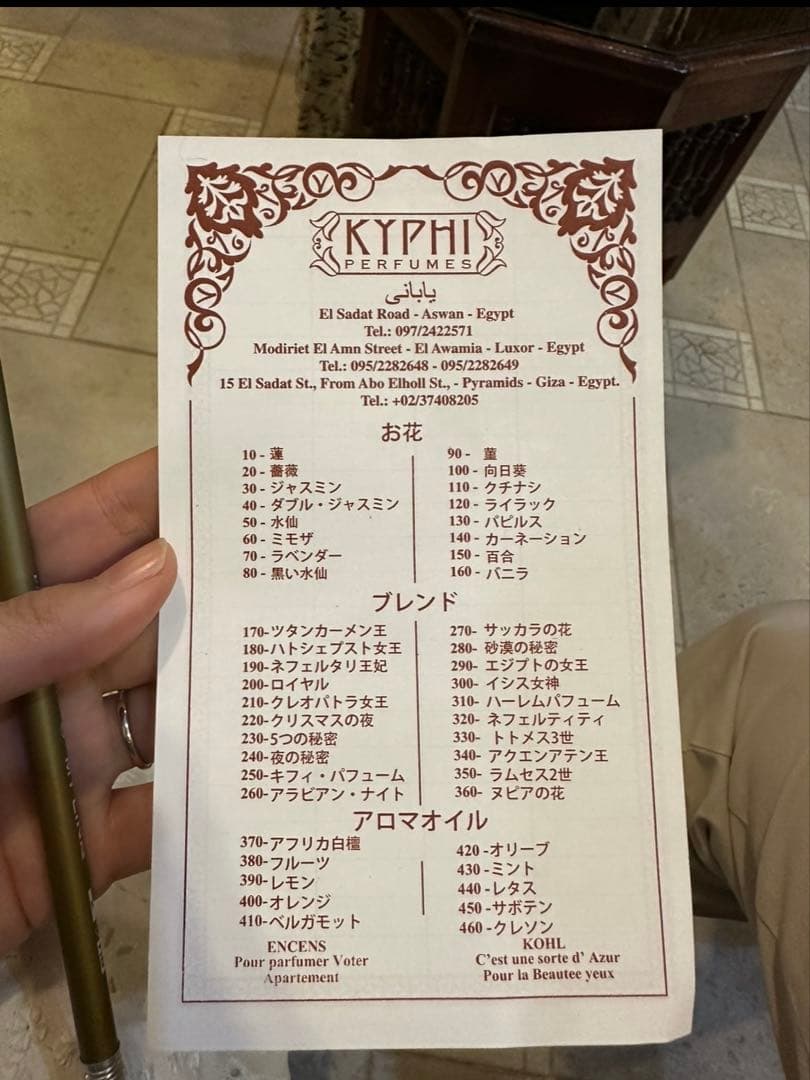 KYPHI
PERFUMES
ياباني
El Sadat Road - Aswan - Egypt
Tel.: 097/2422571
Modiriet El Amn Street - El Awamia - Luxor - Egypt
Tel.: 095/2282648 - 095/2282649
15 El Sadat St., From Abo Elholl St., - Pyramids - Giza - Egypt.
Tel.: +02/37408205
お花
10 - 蓮
20 - 薔薇
30 - ジャスミン
40 - ダブル・ジャスミン
50 - 水仙
60 - ミモザ
70 - ラベンダー
80 - 黒い水仙
90 - 菫
100 - 向日葵
110 - クチナシ
120 - ライラック
130 - パピルス
140 - カーネーション
150 - 百合
160 - バニラ
ブレンド
170-ツタンカーメン王
180-ハトシェプスト女王
190-ネフェルタリ王妃
200-ロイヤル
210-クレオパトラ女王
220-クリスマスの夜
230-5つの秘密
240-夜の秘密
250-キフィ・パフューム
260-アラビアン・ナイト
270- サッカラの花
280- 砂漠の秘密
290- エジプトの女王
300- イシス女神
310- ハーレムパフューム
320- ネフェルティティ
330- トトメス3世
340- アクエンアテン王
350- ラムセス2世
360- ヌピアの花
アロマオイル
370-アフリカ白檀
380-フルーツ
390-レモン
400-オレンジ
410-ベルガモット
420 -オリーブ
430 -ミント
440 -レタス
450 -サボテン
460 -クレソン
ENCENS
Pour parfumer Voter
Apartement
KOHL
C'est une sorte d' Azur
Pour la Beautee yeux